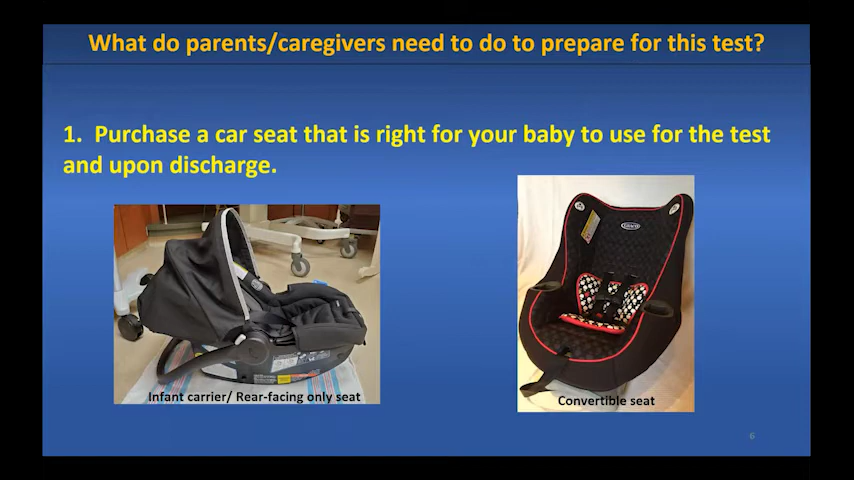 What do parents/caregivers need to do to prepare for this test?
1. Purchase a car seat that is right for your baby to use for the test
and upon discharge.
GRACO
Infant carrier/ Rear-facing only seat
Convertible seat
6